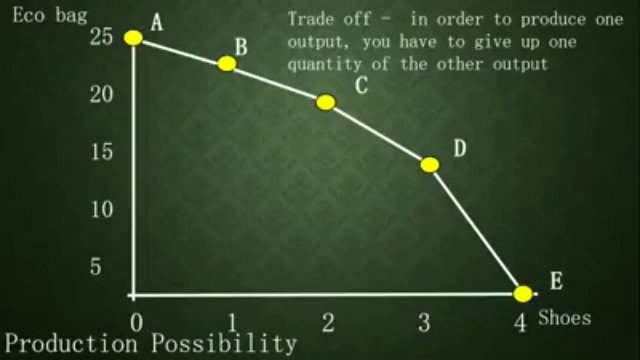 Eco bag
Trade off - in order to produce one
output, you have to give up one
quantity of the other output
A
25
B
C
20
D
15
10
5
E
0 1 2 3 4 Shoes
Production Possibility